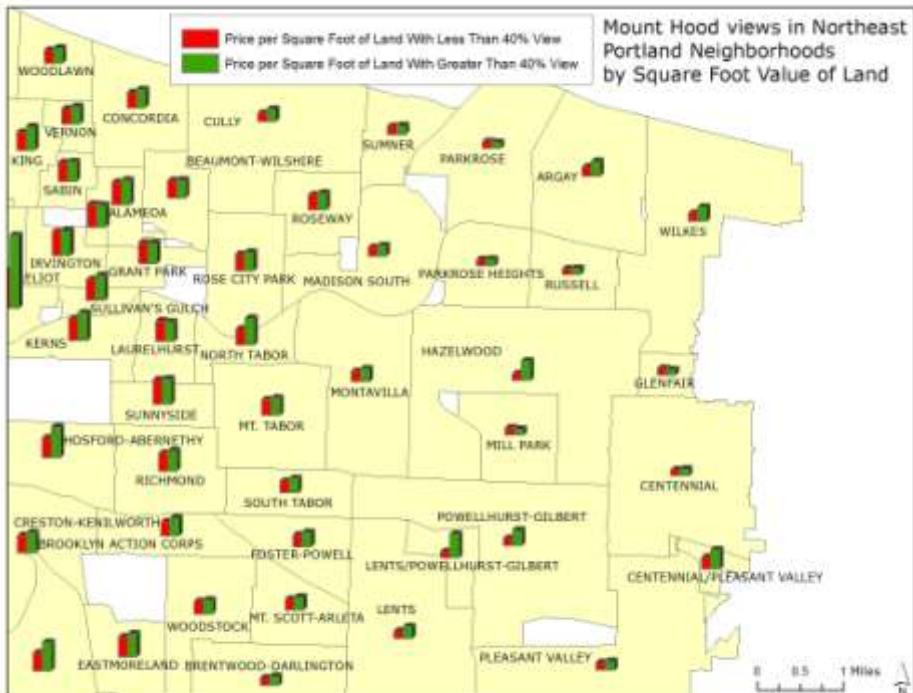 Price per Square Foot of Land With Less Than 40% View
Price per Square Foot of Land With Greater Than 40% View
Mount Hood views in Northeast
Portland Neighborhoods
by Square Foot Value of Land
WOODLAWN
CONCORDIA
VERNON
KING
CULLY
SUMNER
PARKROSE
BEAUMONT-WILSHIRE
ARGAY
SABIN
ALAMEDA
ROSEWAY
WILKES
IRVINGTON
ELIOT
GRANT PARK
ROSE CITY PARK
MADISON SOUTH
PARKROSE HEIGHTS
RUSSELL
SULLIVAN'S GULCH
KERNS
LAURELHURST
NORTH TABOR
HAZELWOOD
MONTAVILLA
GLENFAIR
SUNNYSIDE
MT. TABOR
HOSFORD-ABERNETHY
MILL PARK
RICHMOND
CENTENNIAL
SOUTH TABOR
CRESTON-KENILWORTH
POWELLHURST-GILBERT
BROOKLYN ACTION CORPS
FOSTER-POWELL
LENTS/POWELLHURST-GILBERT
CENTENNIAL/PLEASANT VALLEY
WOODSTOCK
MT. SCOTT-ARLETA
LENTS
EASTMORELAND
BRENTWOOD-DARLINGTON
PLEASANT VALLEY
0 0.5 1 Miles